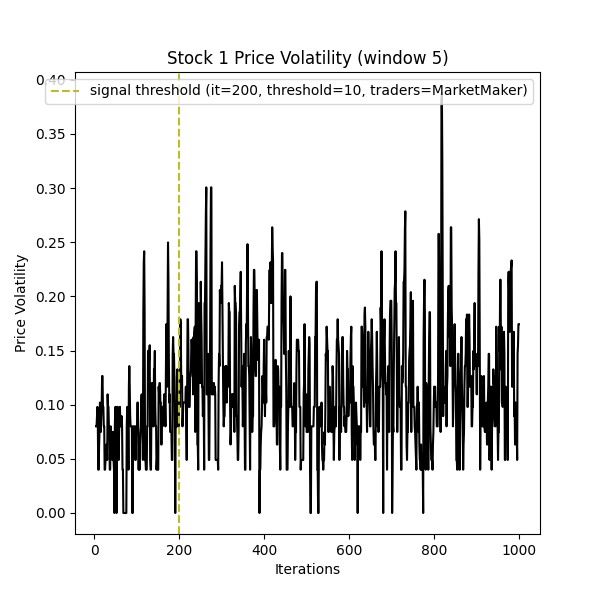 Stock 1 Price Volatility (window 5)
signal threshold (it=200, threshold=10, traders=MarketMaker)
0.40
0.35
0.30
0.25
0.20
0.15
0.10
0.05
0.00
Price Volatility
0 200 400 600 800 1000
Iterations